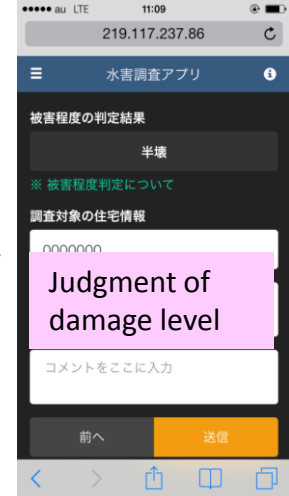 au LTE 11:09
219.117.237.86
水害調査アプリ
被害程度の判定結果
半壊
※ 被害程度判定について
調査対象の住宅情報
0000000
Judgment of
damage level
コメントをここに入力
前へ 送信